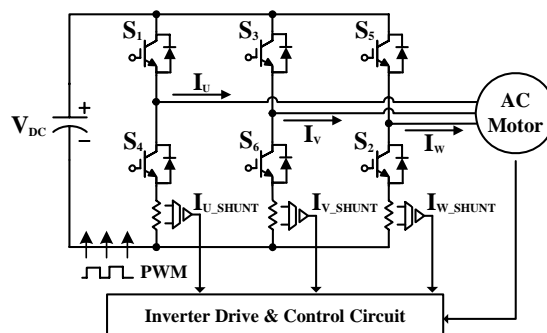 S1 S3 S5
IU
AC
Motor
VDC
+
−
IV
IW
S4 S6 S2
IU_SHUNT IV_SHUNT IW_SHUNT
PWM
Inverter Drive & Control Circuit